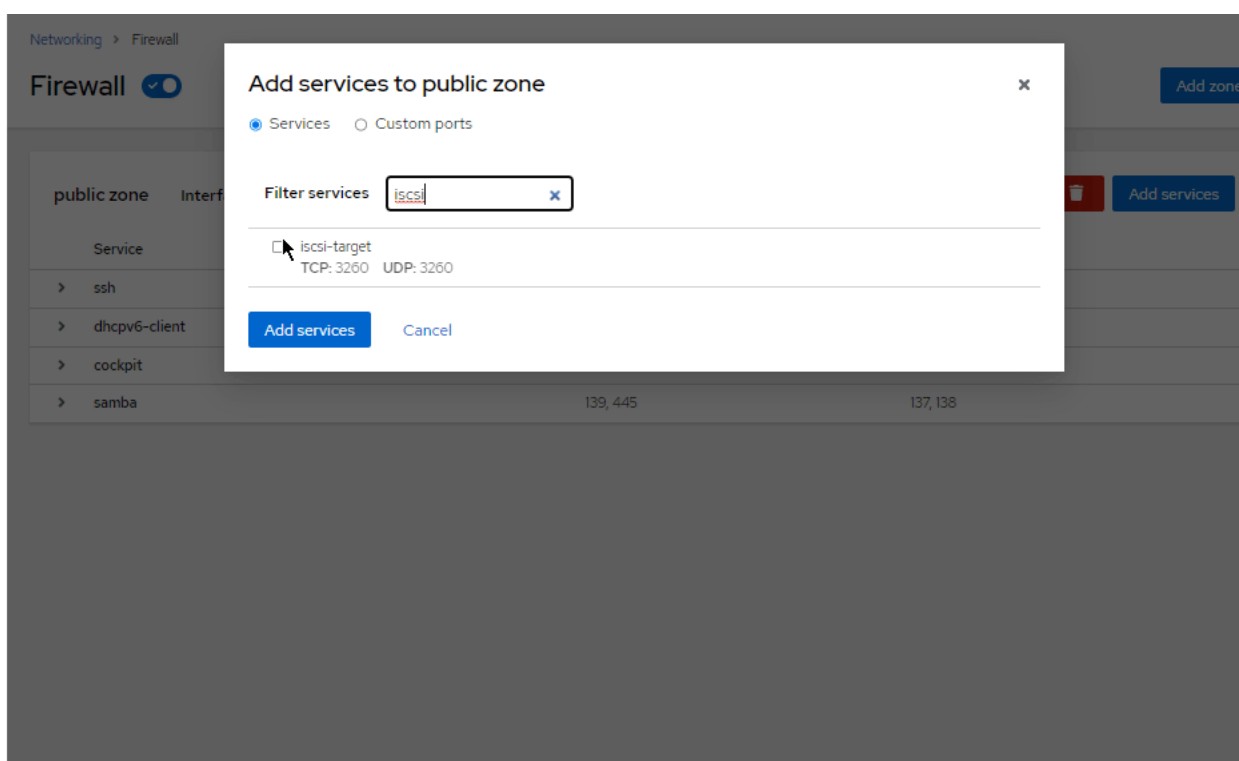 Networking > Firewall
Firewall
Add zone
Add services to public zone
Services Custom ports
Filter services iscsi
iscsi-target
TCP: 3260 UDP: 3260
Add services Cancel
public zone Interf
Add services
Service
ssh
dhcpv6-client
cockpit
samba 139, 445 137, 138